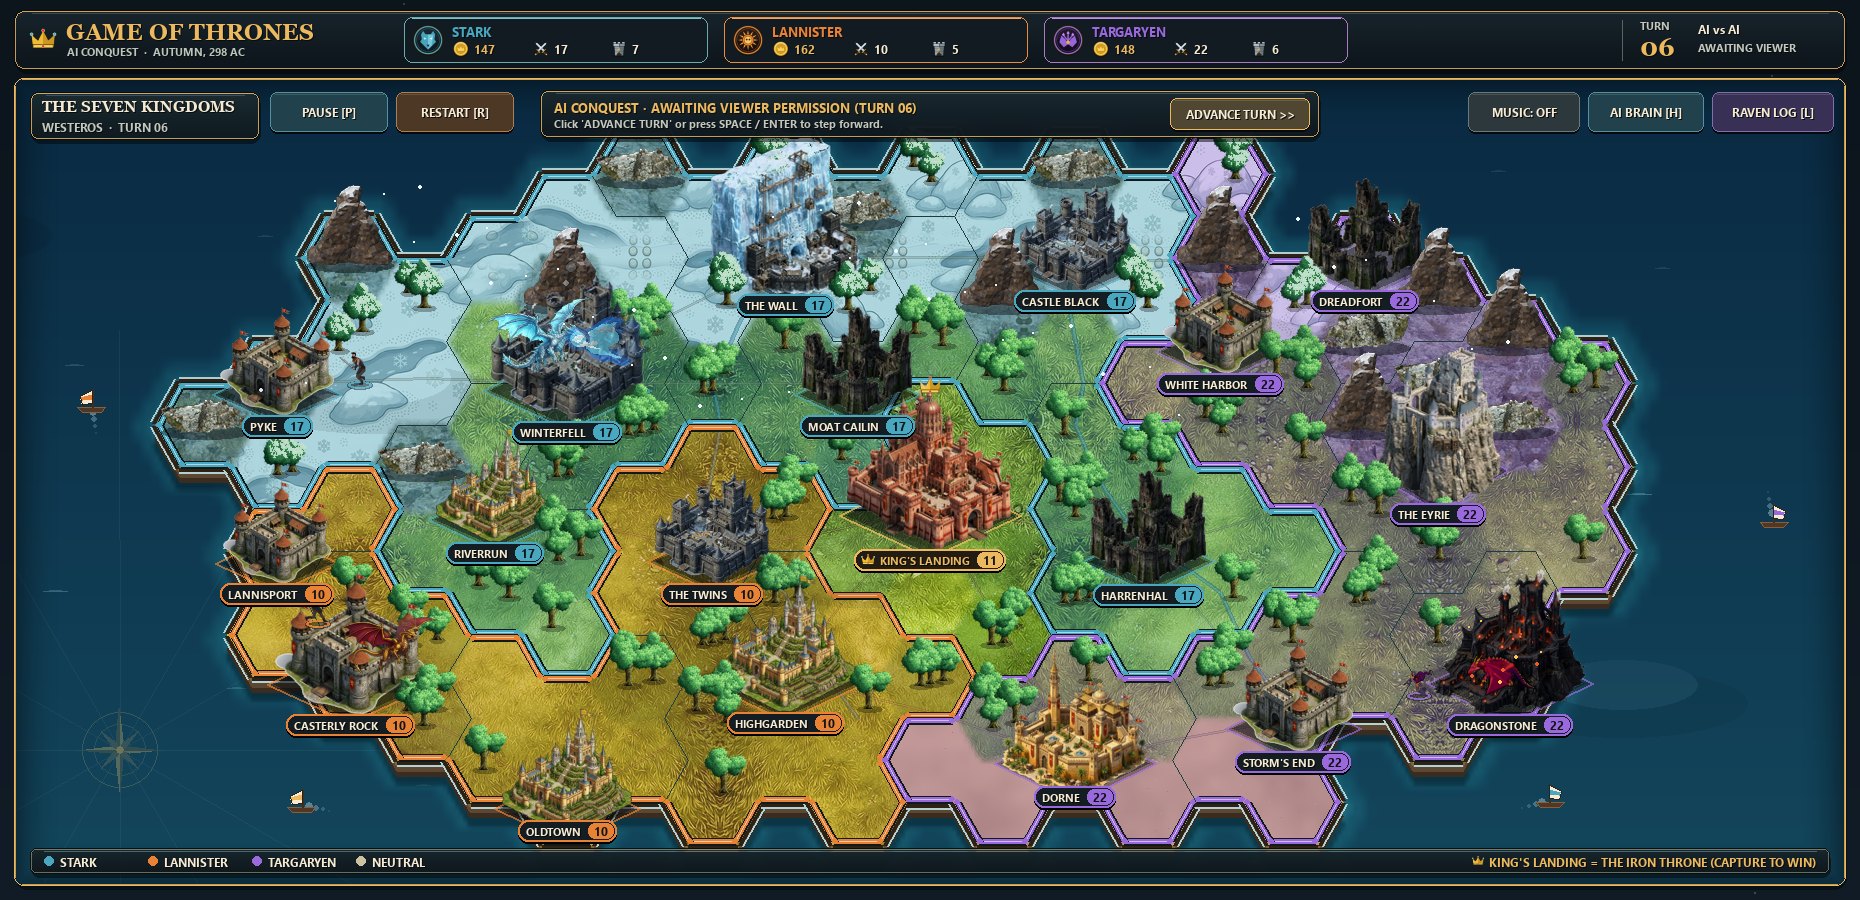 GAME OF THRONES
AI CONQUEST · AUTUMN, 298 AC
STARK
147 17 7
LANNISTER
162 10 5
TARGARYEN
148 22 6
TURN
06
AI vs AI
AWAITING VIEWER
THE SEVEN KINGDOMS
WESTEROS · TURN 06
PAUSE [P]
RESTART [R]
AI CONQUEST · AWAITING VIEWER PERMISSION (TURN 06)
Click 'ADVANCE TURN' or press SPACE / ENTER to step forward.
ADVANCE TURN >>
MUSIC: OFF
AI BRAIN [H]
RAVEN LOG [L]
THE WALL 17
CASTLE BLACK 17
DREADFORT 22
WHITE HARBOR 22
PYKE 17
WINTERFELL 17
MOAT CAILIN 17
THE EYRIE 22
RIVERRUN 17
KING'S LANDING 11
LANNISPORT 10
THE TWINS 10
HARRENHAL 17
CASTERLY ROCK 10
HIGHGARDEN 10
DRAGONSTONE 22
STORM'S END 22
DORNE 22
OLDTOWN 10
STARK
LANNISTER
TARGARYEN
NEUTRAL
KING'S LANDING = THE IRON THRONE (CAPTURE TO WIN)